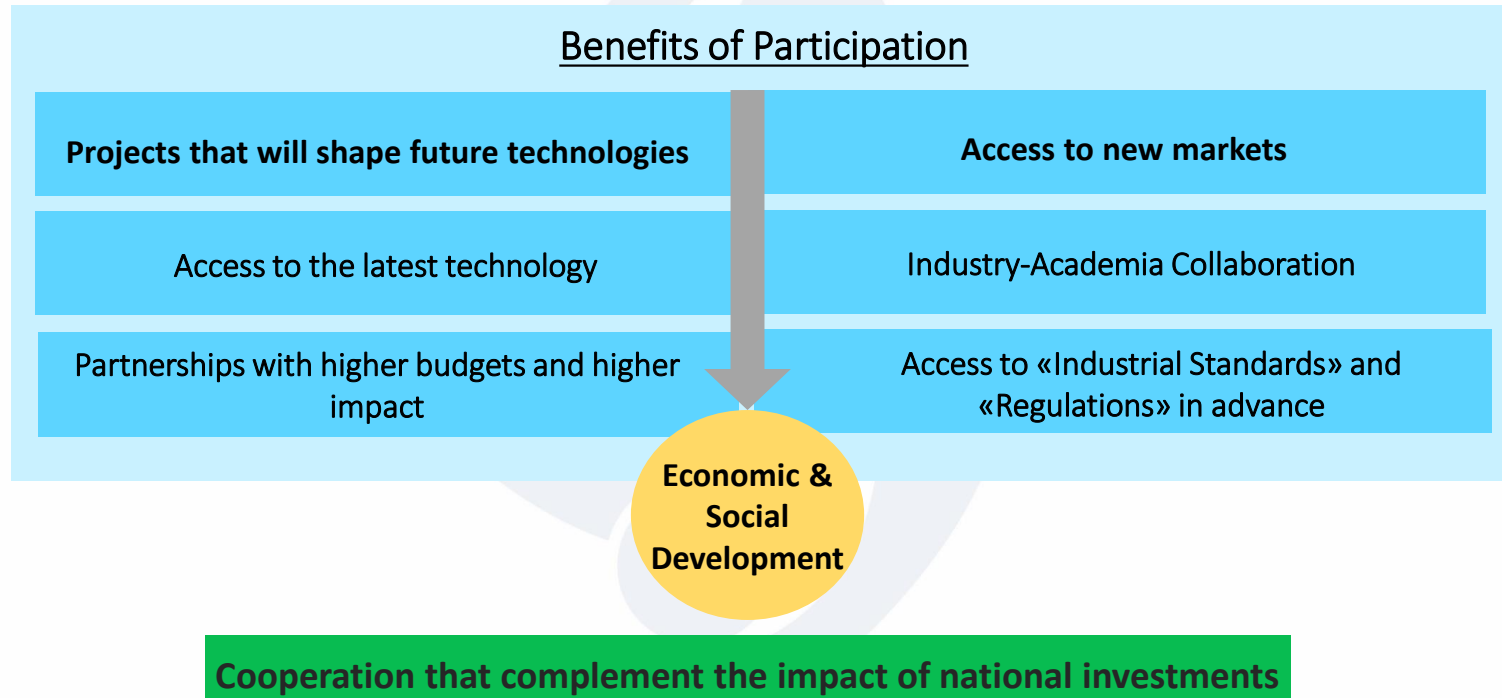 Benefits of Participation
Projects that will shape future technologies
Access to new markets
Access to the latest technology
Industry-Academia Collaboration
Partnerships with higher budgets and higher
impact
Access to «Industrial Standards» and
«Regulations» in advance
Economic &
Social
Development
Cooperation that complement the impact of national investments